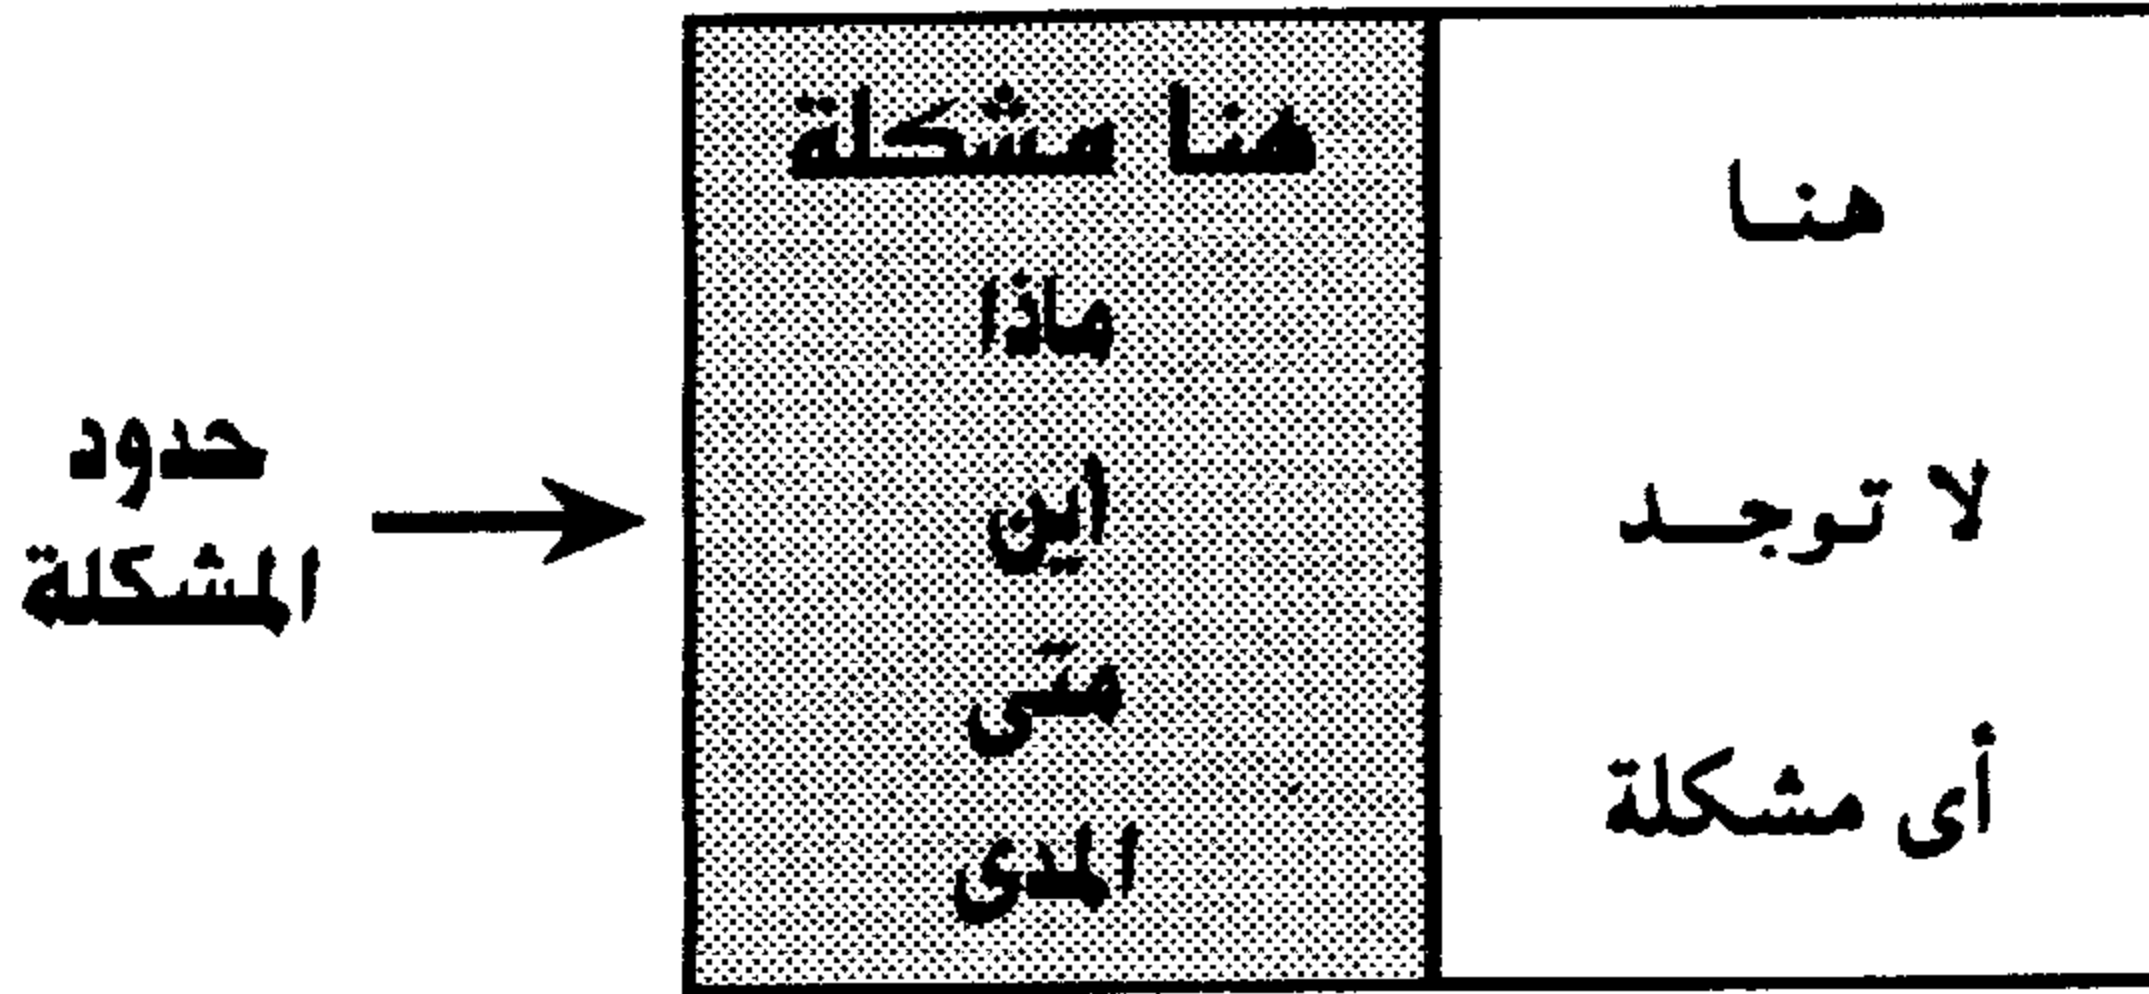 هنا
لا توجد
أى مشكلة
هنا مشكلة
ماذا
اين
متى
المدى
حدود
المشكلة